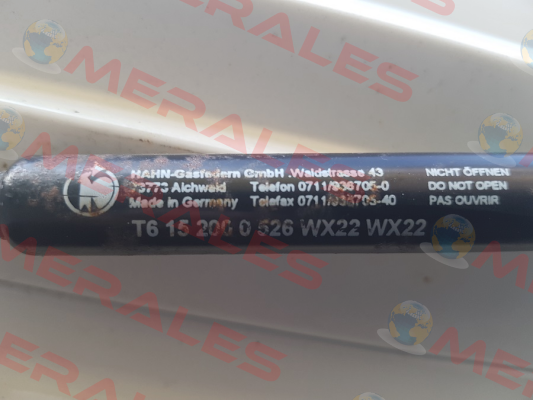 HAHN-Gasfedern GmbH .Waldstrasse 43
73773 Aichwald Telefon 0711/936705-0
Made in Germany Telefax 0711/936705-40
NICHT ÖFFNEN
DO NOT OPEN
PAS OUVRIR
T6 15 200 0 526 WX22 WX22
MERALES
MERALES
MERALES